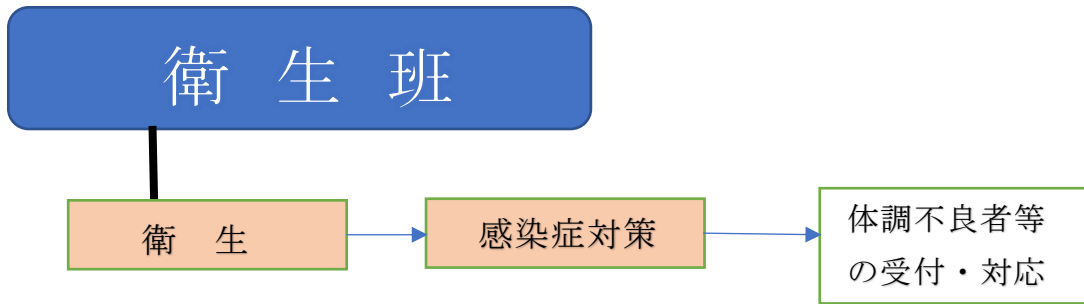 衛 生 班
衛 生
感染症対策
体調不良者等
の受付・対応